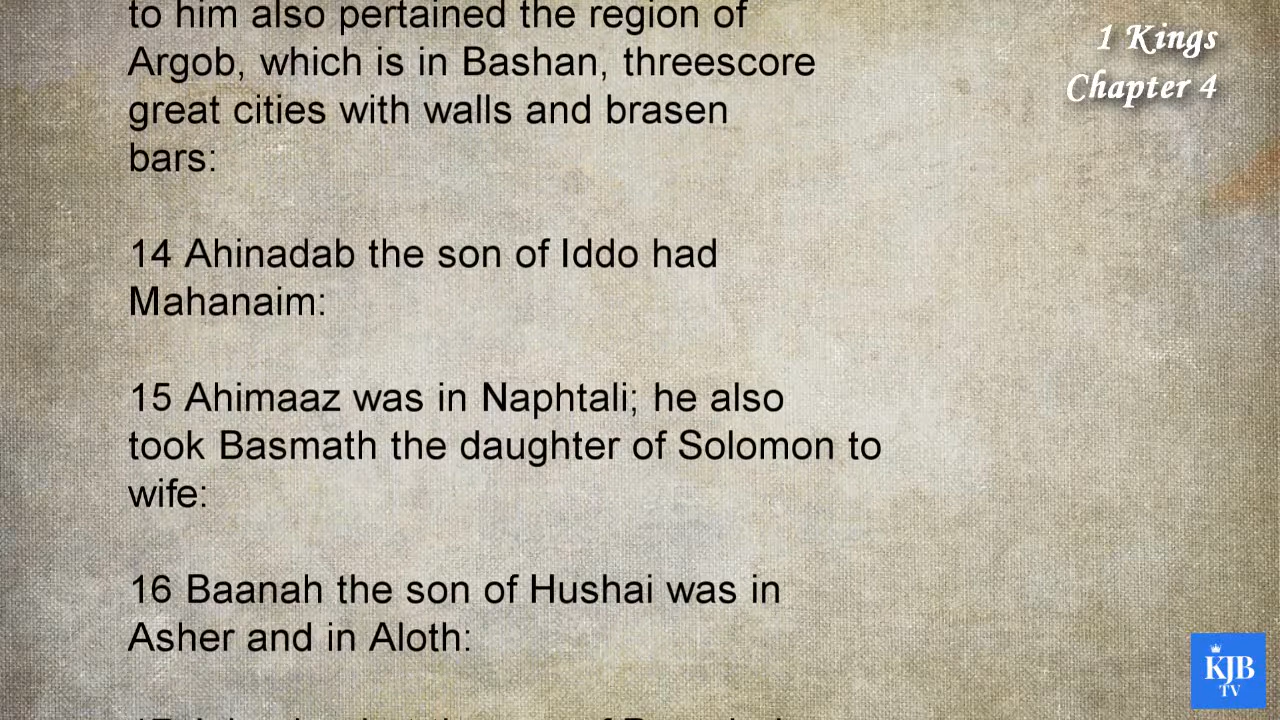 to him also pertained the region of
Argob, which is in Bashan, threescore
great cities with walls and brasen
bars:
14 Ahinadab the son of Iddo had
Mahanaim:
15 Ahimaaz was in Naphtali; he also
took Basmath the daughter of Solomon to
wife:
16 Baanah the son of Hushai was in
Asher and in Aloth:
1 Kings
Chapter 4
KJB
TV